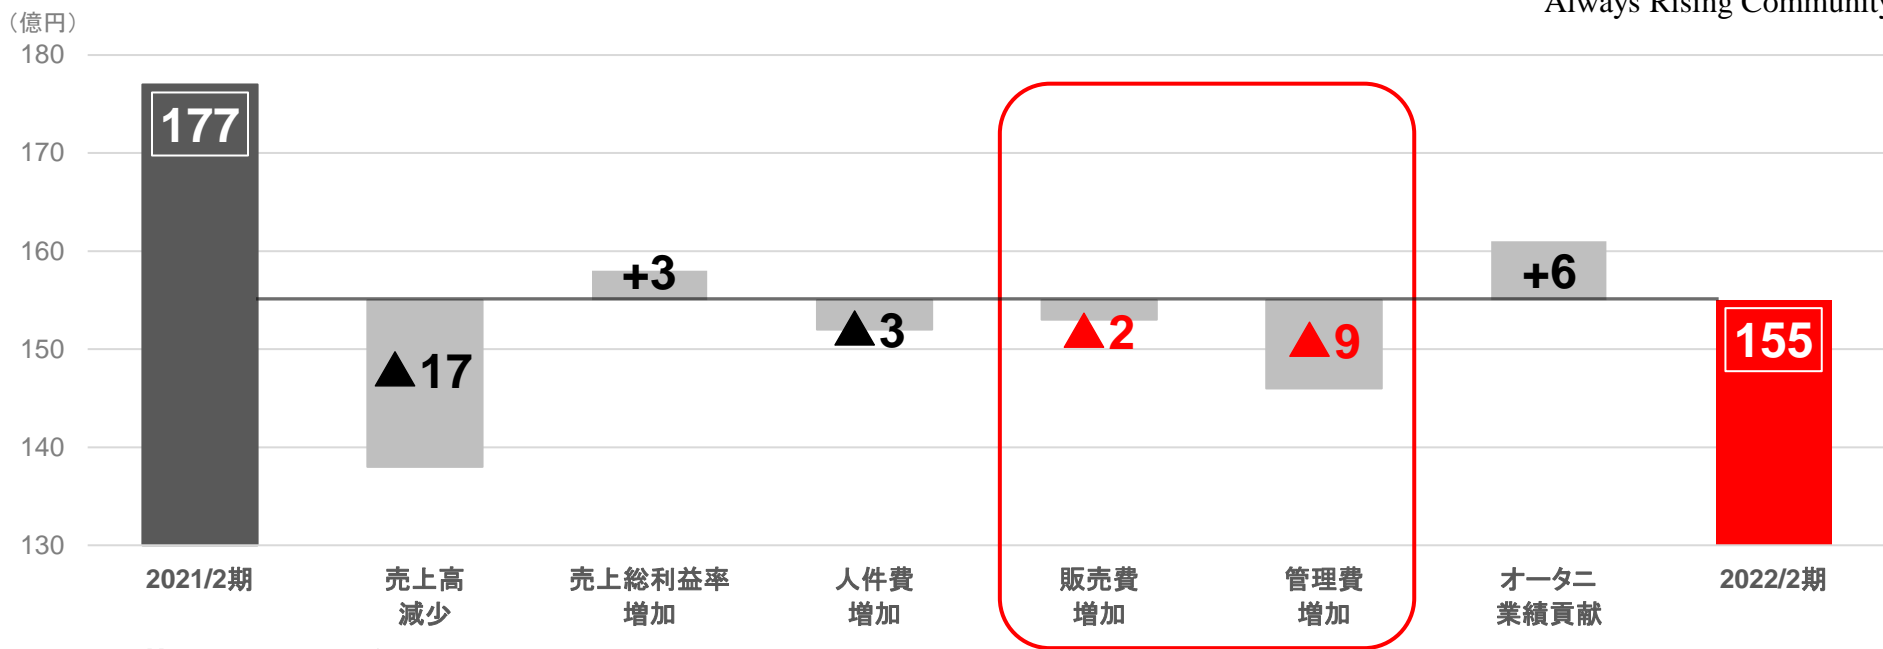 Always Rising Community
（億円）
180
170
160
150
140
130
177
▲17
+3
▲3
▲2
▲9
+6
155
2021/2期
売上高
減少
売上総利益率
増加
人件費
増加
販売費
増加
管理費
増加
オータニ
業績貢献
2022/2期